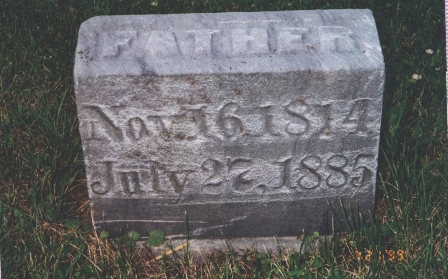 FATHER
Nov. 16, 1814
July 27, 1885